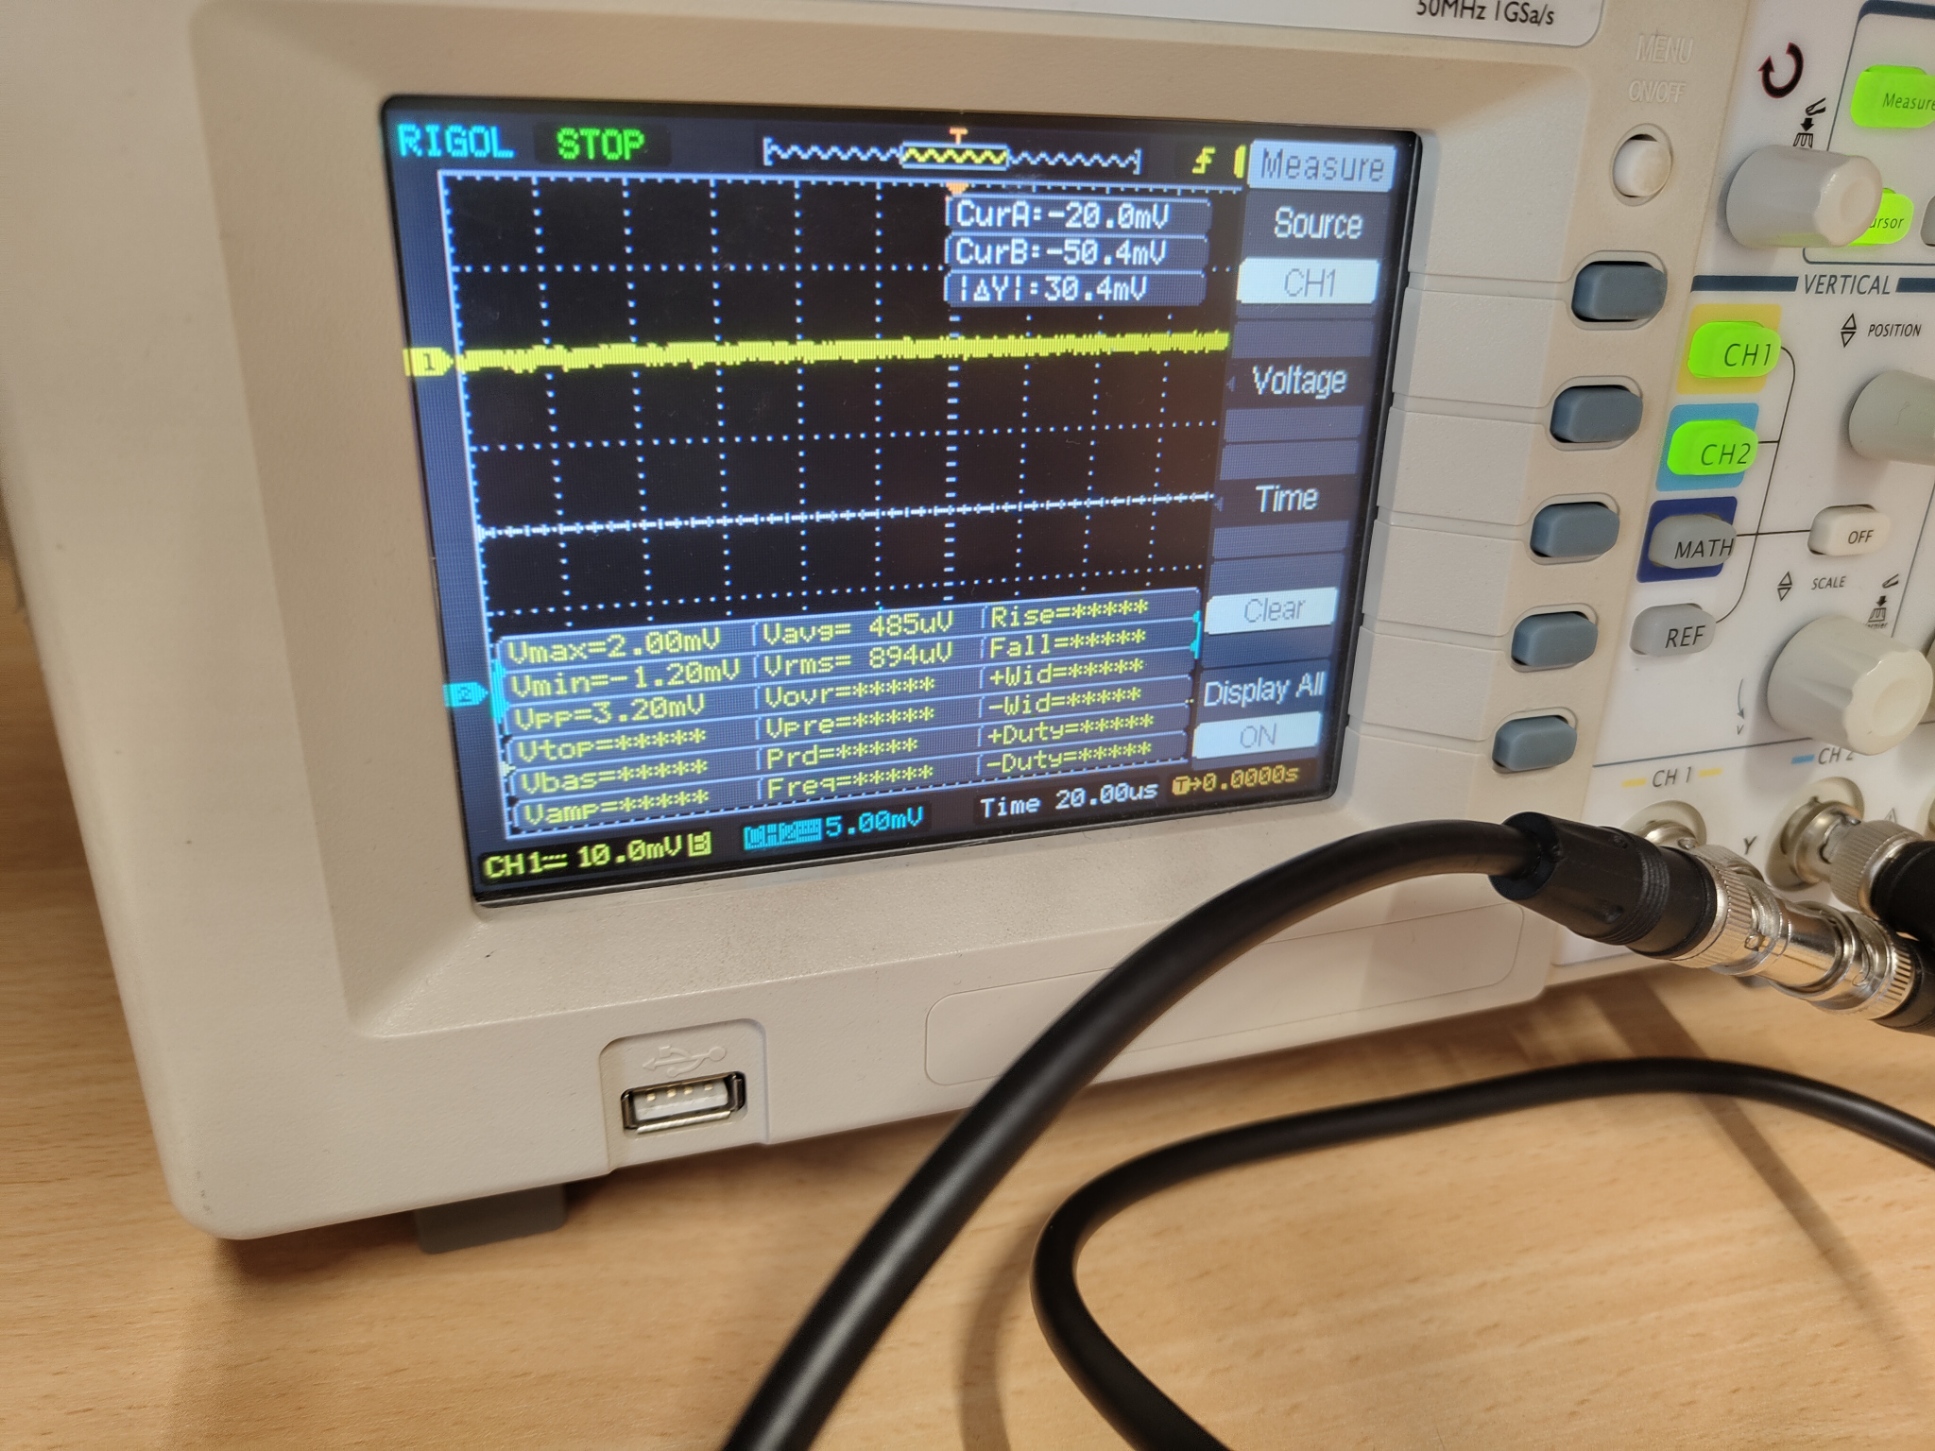 50MHz 1GSa/s
MENU
ON/OFF
RIGOL STOP
T
CurA:-20.0mV
CurB:-50.4mV
|ΔY|:30.4mV
1
2
Vmax=2.00mV Vavg= 485uV Rise=*****
Vmin=-1.20mV Vrms= 894uV Fall=*****
Vpp=3.20mV Vovr=***** +Wid=*****
Vtop=***** Vpre=***** -Wid=*****
Vbas=***** Prd=***** +Duty=*****
Vamp=***** Freq=***** -Duty=*****
CH1 10.0mV B 5.00mV Time 20.00us T→0.0000s
Measure
Source
CH1
Voltage
Time
Clear
Display All
ON
Measure
VERTICAL
CH1
POSITION
CH2
MATH
OFF
SCALE
REF
CH 1
CH 2
Y